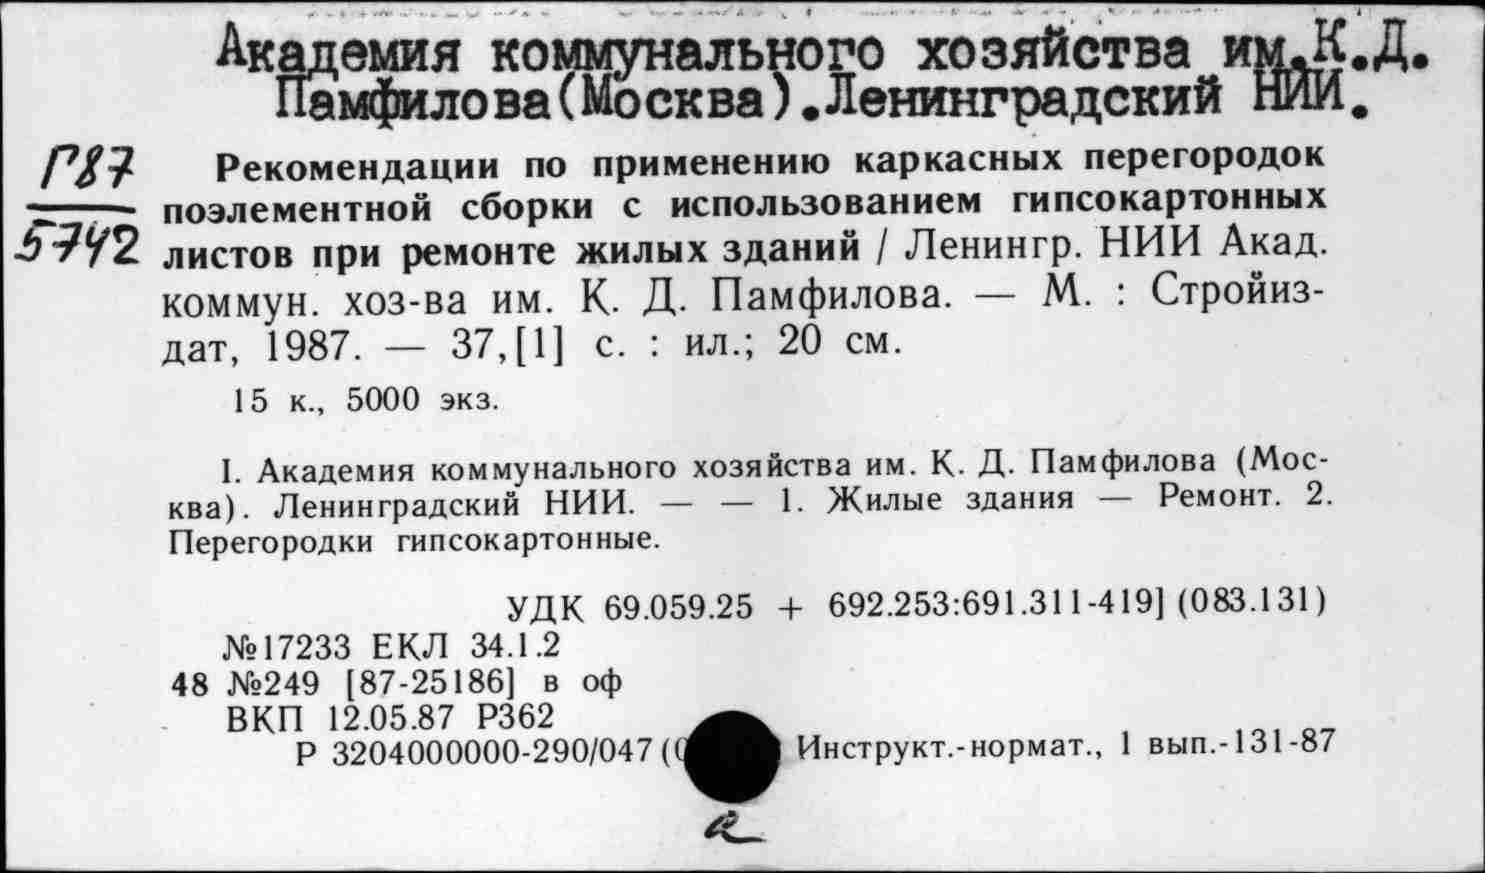 Академия коммунального хозяйства им.К.Д.
Памфилова(Москва).Ленинградский НИИ.
Г87
5742
Рекомендации по применению каркасных перегородок
поэлементной сборки с использованием гипсокартонных
листов при ремонте жилых зданий / Ленингр. НИИ Акад.
коммун. хоз-ва им. К. Д. Памфилова. — М. : Стройиз-
дат, 1987. — 37,[1] с. : ил.; 20 см.
15 к., 5000 экз.
I. Академия коммунального хозяйства им. К. Д. Памфилова (Мос-
ква). Ленинградский НИИ. — — 1. Жилые здания — Ремонт. 2.
Перегородки гипсокартонные.
УДК 69.059.25 + 692.253:691.311-419] (083.131)
№17233 ЕКЛ 34.1.2
48 №249 [87-25186] в оф
ВКП 12.05.87 Р362
Р 3204000000-290/047 ( Инструкт.-нормат., 1 вып.-131-87